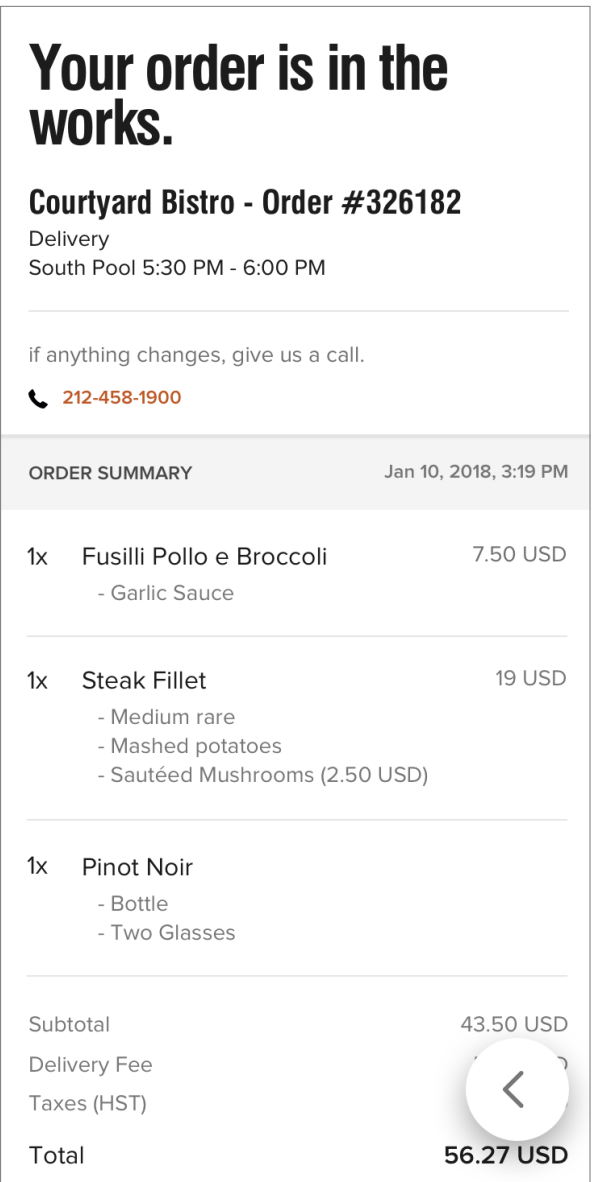 Your order is in the
works.
Courtyard Bistro - Order #326182
Delivery
South Pool 5:30 PM - 6:00 PM
if anything changes, give us a call.
212-458-1900
ORDER SUMMARY Jan 10, 2018, 3:19 PM
1x Fusilli Pollo e Broccoli 7.50 USD
- Garlic Sauce
1x Steak Fillet 19 USD
- Medium rare
- Mashed potatoes
- Sautéed Mushrooms (2.50 USD)
1x Pinot Noir
- Bottle
- Two Glasses
Subtotal 43.50 USD
Delivery Fee
Taxes (HST)
Total 56.27 USD